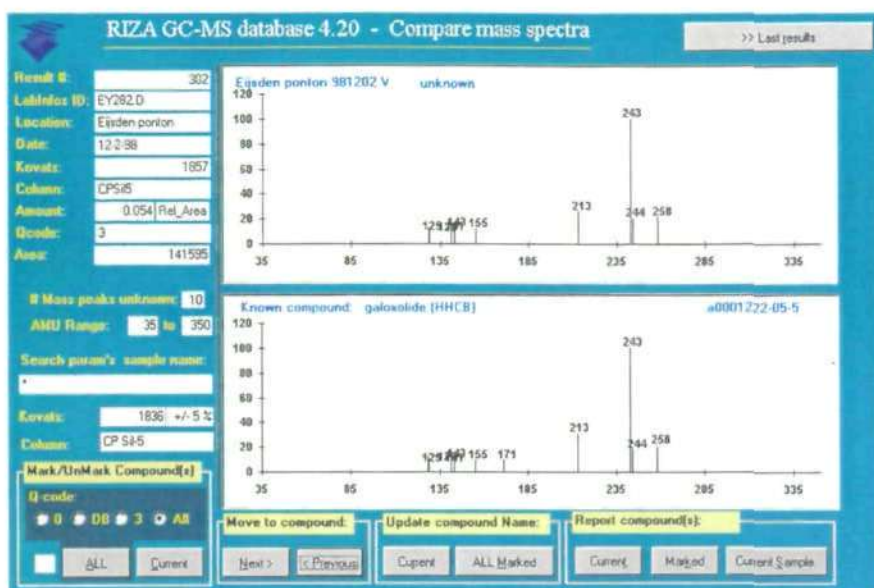 RIZA GC-MS database 4.20 - Compare mass spectra
>> Last results
Result #: 302
LabInfos ID: EY282.D
Location: Eijsden ponton
Date: 12-2-98
Kovats: 1857
Column: CPSil5
Amount: 0.054 Rel_Area
Qcode: 3
Area: 141595
# Mass peaks unknown: 10
AMU Range: 35 to 350
Search param's sample name:
*
Kovats: 1836 +/- 5 %
Column: CP Sil-5
Mark/UnMark Compound(s)
Q-code:
0 DB 3 All
ALL Current
Eijsden ponton 981202 V unknown
120
100
80
60
40
20
0
243
213
244
258
129
143
155
35 85 135 185 235 285 335
Known compound: galoxolide (HHCB) a0001222-05-5
120
100
80
60
40
20
0
243
213
244
258
129
143
155
171
35 85 135 185 235 285 335
Move to compound:
Next > < Previous
Update compound Name:
Current ALL Marked
Report compound(s):
Current Marked Current Sample